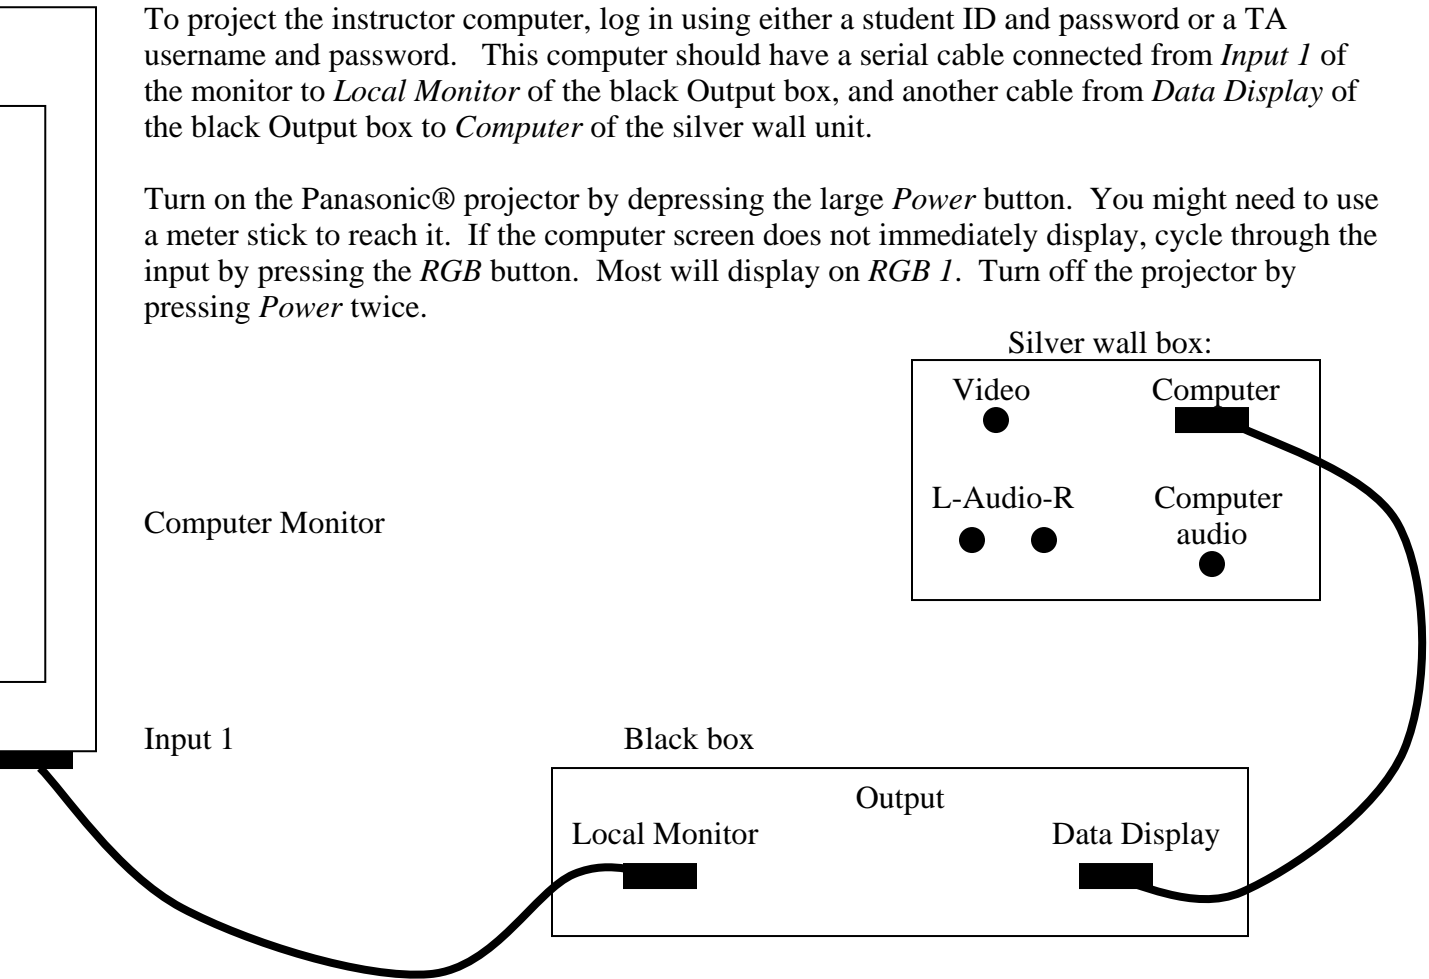 To project the instructor computer, log in using either a student ID and password or a TA
username and password.   This computer should have a serial cable connected from Input 1 of
the monitor to Local Monitor of the black Output box, and another cable from Data Display of
the black Output box to Computer of the silver wall unit.
Turn on the Panasonic® projector by depressing the large Power button.  You might need to use
a meter stick to reach it.  If the computer screen does not immediately display, cycle through the
input by pressing the RGB button.  Most will display on RGB 1.  Turn off the projector by
pressing Power twice.
Silver wall box:
Video
Computer
L-Audio-R
Computer
audio
Computer Monitor
Input 1
Black box
Output
Local Monitor
Data Display